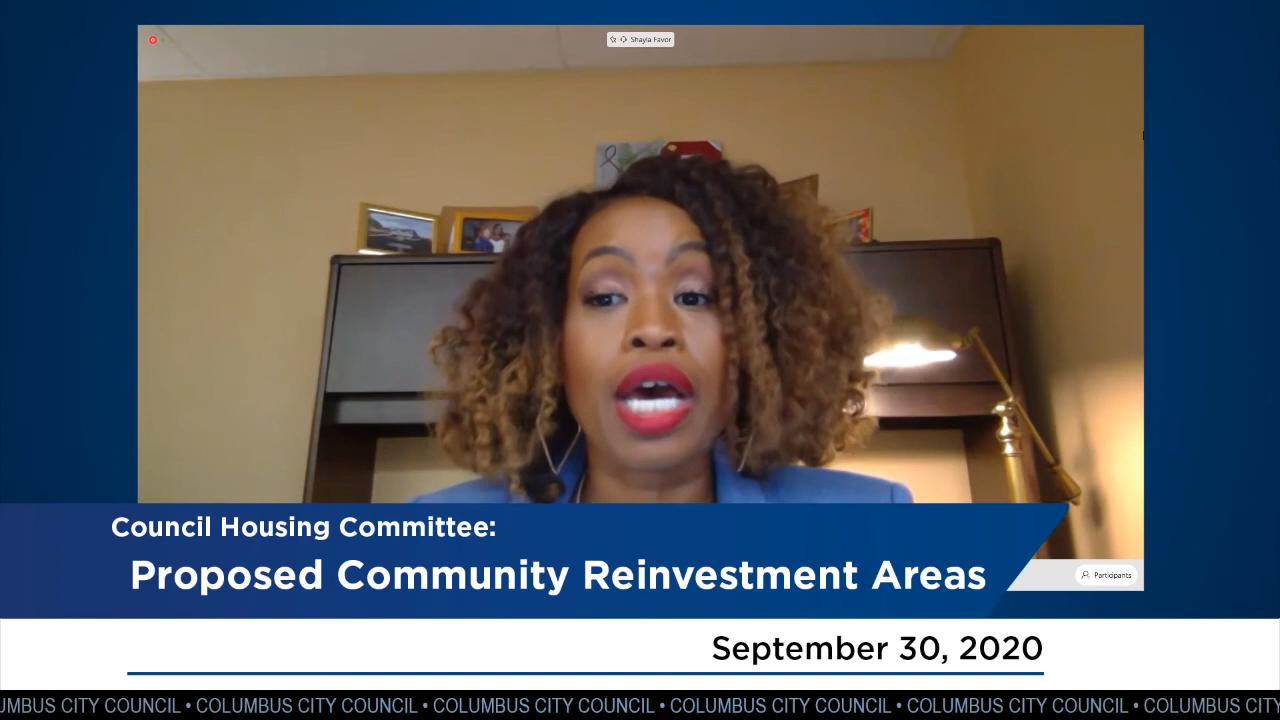 Shayla Favor
Council Housing Committee:
Proposed Community Reinvestment Areas
Participants
September 30, 2020
UMBUS CITY COUNCIL • COLUMBUS CITY COUNCIL • COLUMBUS CITY COUNCIL • COLUMBUS CITY COUNCIL • COLUMBUS CITY COUNCIL • COLUMBUS CITY